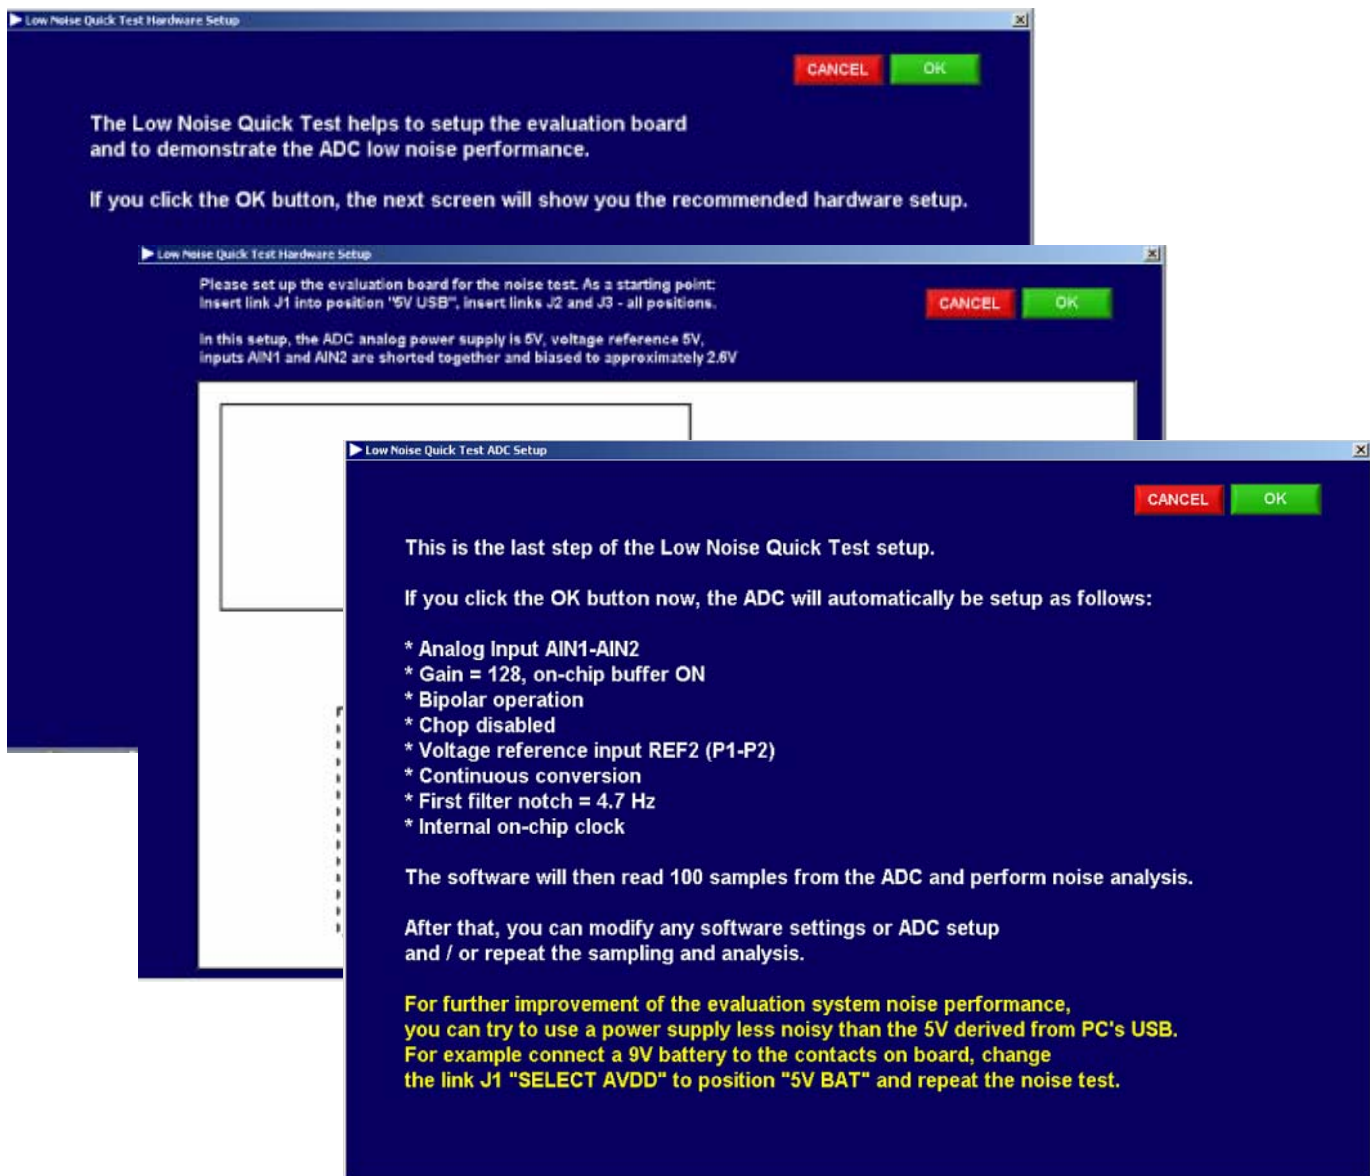 Low Noise Quick Test Hardware Setup
CANCEL OK
The Low Noise Quick Test helps to setup the evaluation board
and to demonstrate the ADC low noise performance.
If you click the OK button, the next screen will show you the recommended hardware setup.
Low Noise Quick Test Hardware Setup
Please set up the evaluation board for the noise test. As a starting point:
Insert link J1 into position "5V USB", insert links J2 and J3 - all positions.
CANCEL OK
In this setup, the ADC analog power supply is 5V, voltage reference 5V,
inputs AIN1 and AIN2 are shorted together and biased to approximately 2.6V
Low Noise Quick Test ADC Setup
CANCEL OK
This is the last step of the Low Noise Quick Test setup.
If you click the OK button now, the ADC will automatically be setup as follows:
* Analog Input AIN1-AIN2
* Gain = 128, on-chip buffer ON
* Bipolar operation
* Chop disabled
* Voltage reference input REF2 (P1-P2)
* Continuous conversion
* First filter notch = 4.7 Hz
* Internal on-chip clock
The software will then read 100 samples from the ADC and perform noise analysis.
After that, you can modify any software settings or ADC setup
and / or repeat the sampling and analysis.
For further improvement of the evaluation system noise performance,
you can try to use a power supply less noisy than the 5V derived from PC's USB.
For example connect a 9V battery to the contacts on board, change
the link J1 "SELECT AVDD" to position "5V BAT" and repeat the noise test.